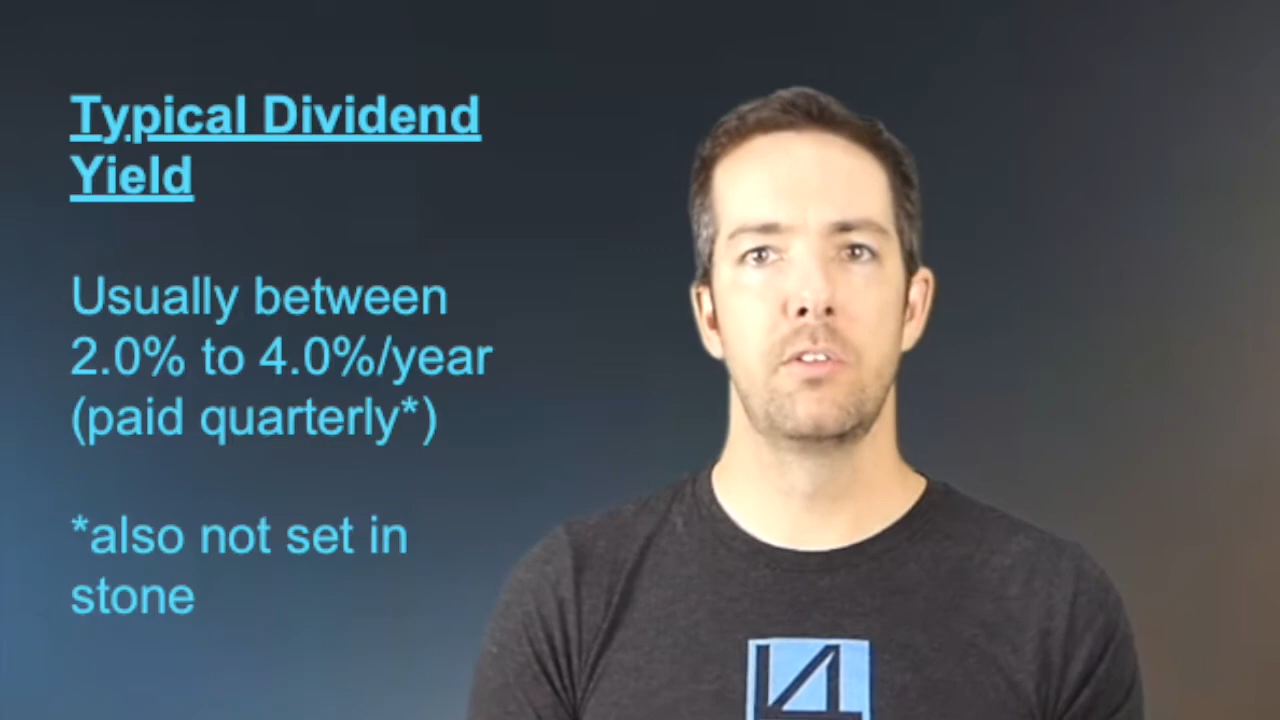 Typical Dividend
Yield
Usually between
2.0% to 4.0%/year
(paid quarterly*)
*also not set in
stone